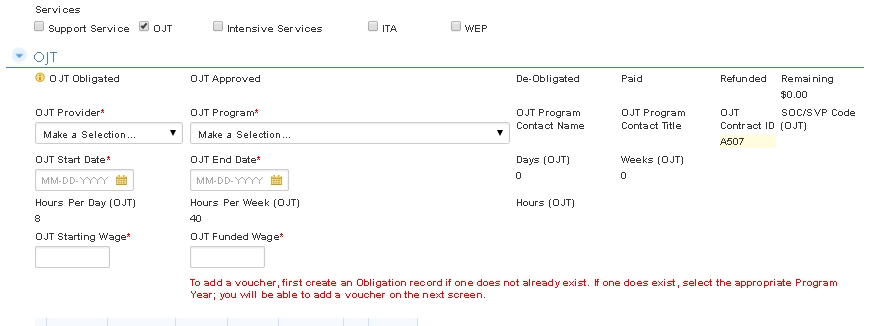 Services
Support Service OJT Intensive Services ITA WEP
OJT
OJT Obligated OJT Approved De-Obligated Paid Refunded Remaining
$0.00
OJT Provider* OJT Program* OJT Program Contact Name OJT Program Contact Title OJT Contract ID SOC/SVP Code (OJT)
Make a Selection... Make a Selection... A507
OJT Start Date* OJT End Date* Days (OJT) Weeks (OJT)
MM-DD-YYYY MM-DD-YYYY 0 0
Hours Per Day (OJT) Hours Per Week (OJT) Hours (OJT)
8 40
OJT Starting Wage* OJT Funded Wage*
To add a voucher, first create an Obligation record if one does not already exist. If one does exist, select the appropriate Program
Year; you will be able to add a voucher on the next screen.